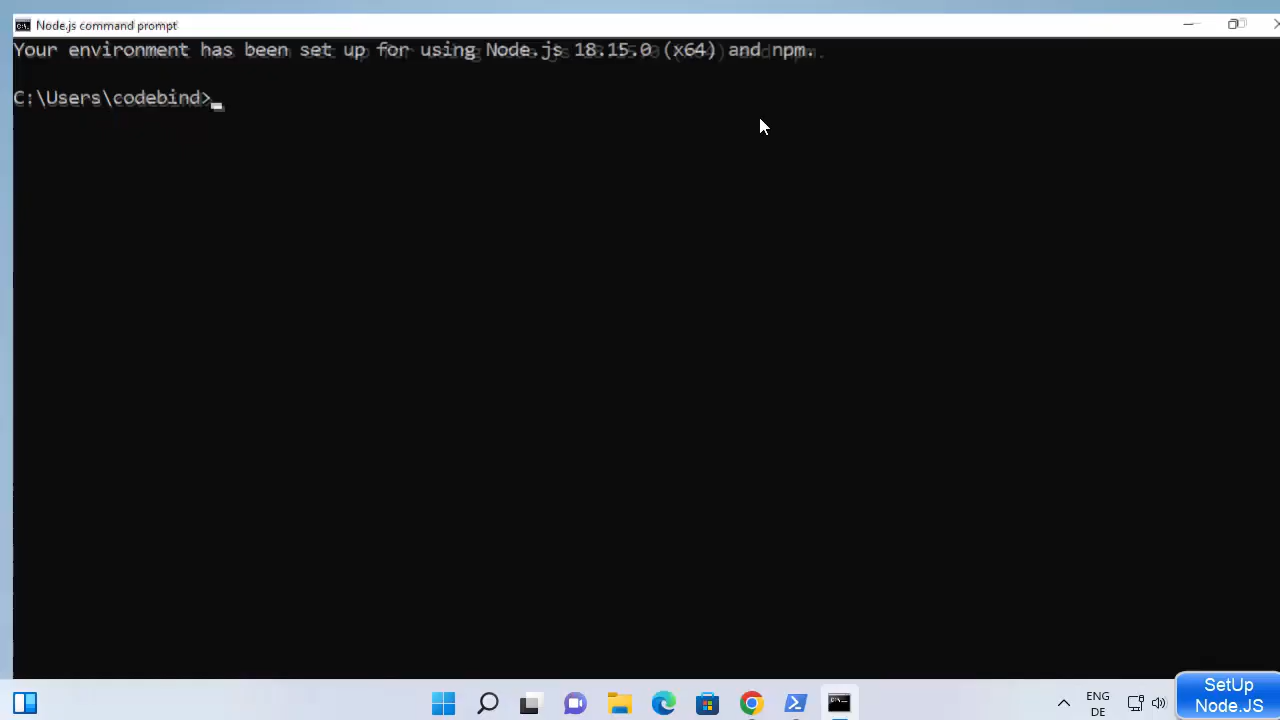 Node.js command prompt
Your environment has been set up for using Node.js 18.15.0 (x64) and npm.
C:\Users\codebind>
ENG
DE
SetUp
Node.JS